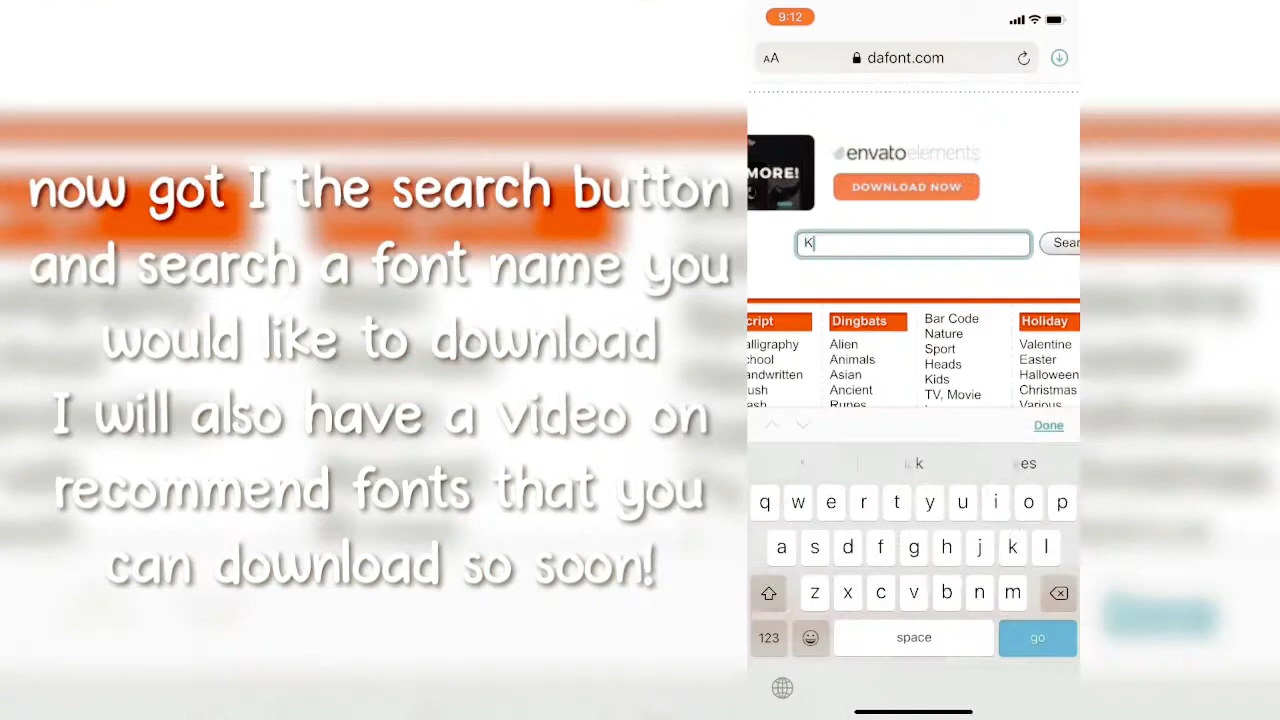 now got I the search button
and search a font name you
would like to download
I will also have a video on
recommend fonts that you
can download so soon!
9:12
AA
dafont.com
MORE!
envatoelements
DOWNLOAD NOW
K
Sear
cript
Dingbats
Bar Code
Holiday
alligraphy
Alien
Nature
Valentine
chool
Animals
Sport
Easter
andwritten
Asian
Heads
Halloween
ush
Ancient
Kids
Christmas
Runes
TV, Movie
Various
Done
k
es
q w e r t y u i o p
a s d f g h j k l
z x c v b n m
123
space
go